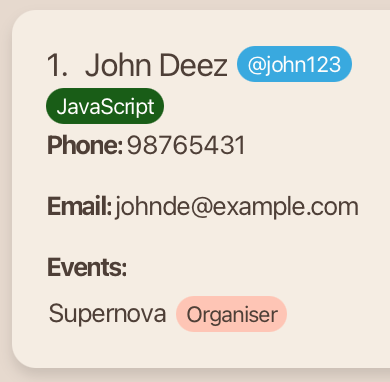 1. John Deez @john123
JavaScript
Phone: 98765431
Email: johnde@example.com
Events:
Supernova Organiser